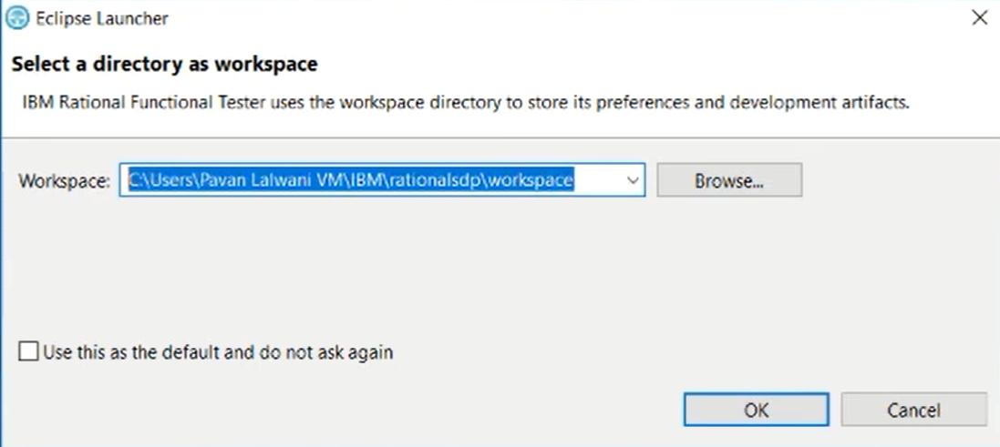 Eclipse Launcher
Select a directory as workspace
IBM Rational Functional Tester uses the workspace directory to store its preferences and development artifacts.
Workspace: C:\Users\Pavan Lalwani VM\IBM\rationalsdp\workspace Browse...
Use this as the default and do not ask again
OK Cancel